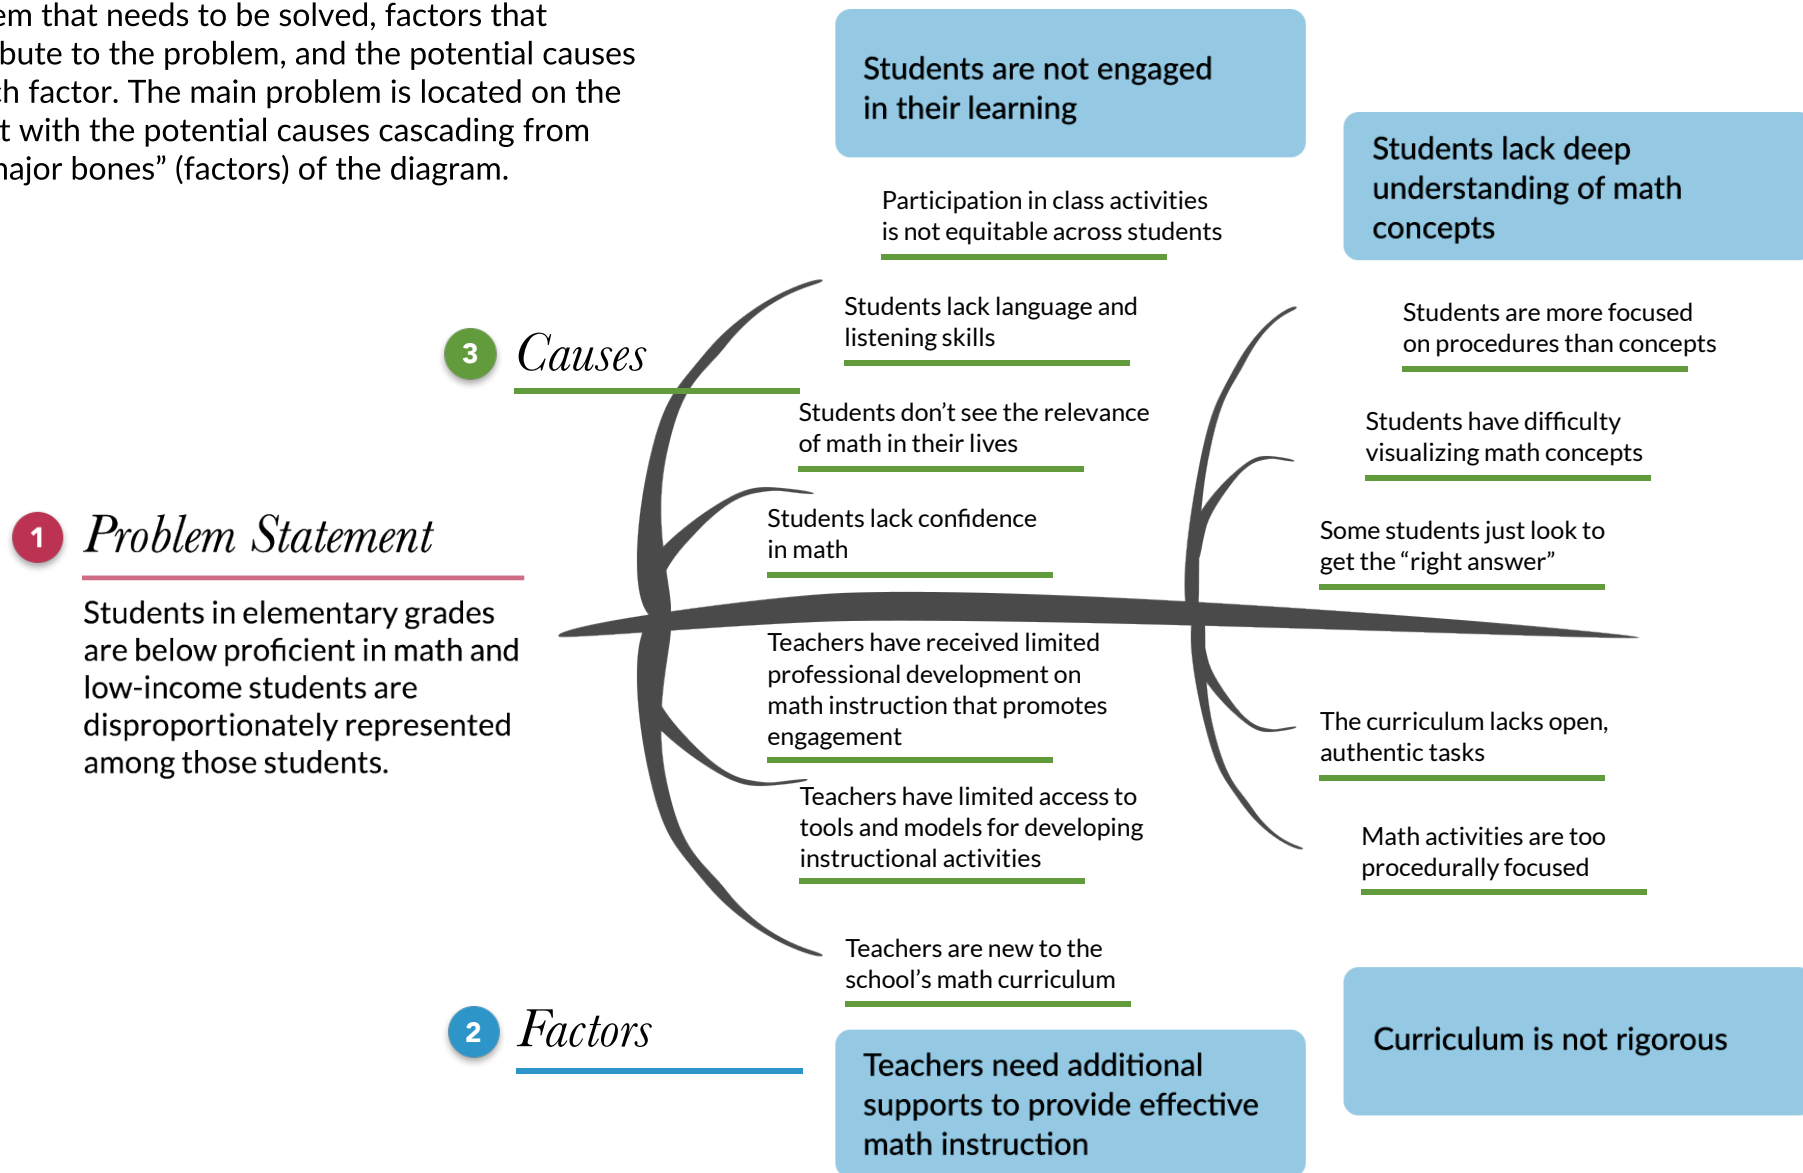 em that needs to be solved, factors that
bute to the problem, and the potential causes
ch factor. The main problem is located on the
t with the potential causes cascading from
major bones” (factors) of the diagram.
Students are not engaged
in their learning
Students lack deep
understanding of math
concepts
Participation in class activities
is not equitable across students
Students lack language and
listening skills
Students don’t see the relevance
of math in their lives
Students lack confidence
in math
Students are more focused
on procedures than concepts
Students have difficulty
visualizing math concepts
Some students just look to
get the “right answer”
3 Causes
1 Problem Statement
Students in elementary grades
are below proficient in math and
low-income students are
disproportionately represented
among those students.
Teachers have received limited
professional development on
math instruction that promotes
engagement
Teachers have limited access to
tools and models for developing
instructional activities
Teachers are new to the
school’s math curriculum
The curriculum lacks open,
authentic tasks
Math activities are too
procedurally focused
2 Factors
Teachers need additional
supports to provide effective
math instruction
Curriculum is not rigorous